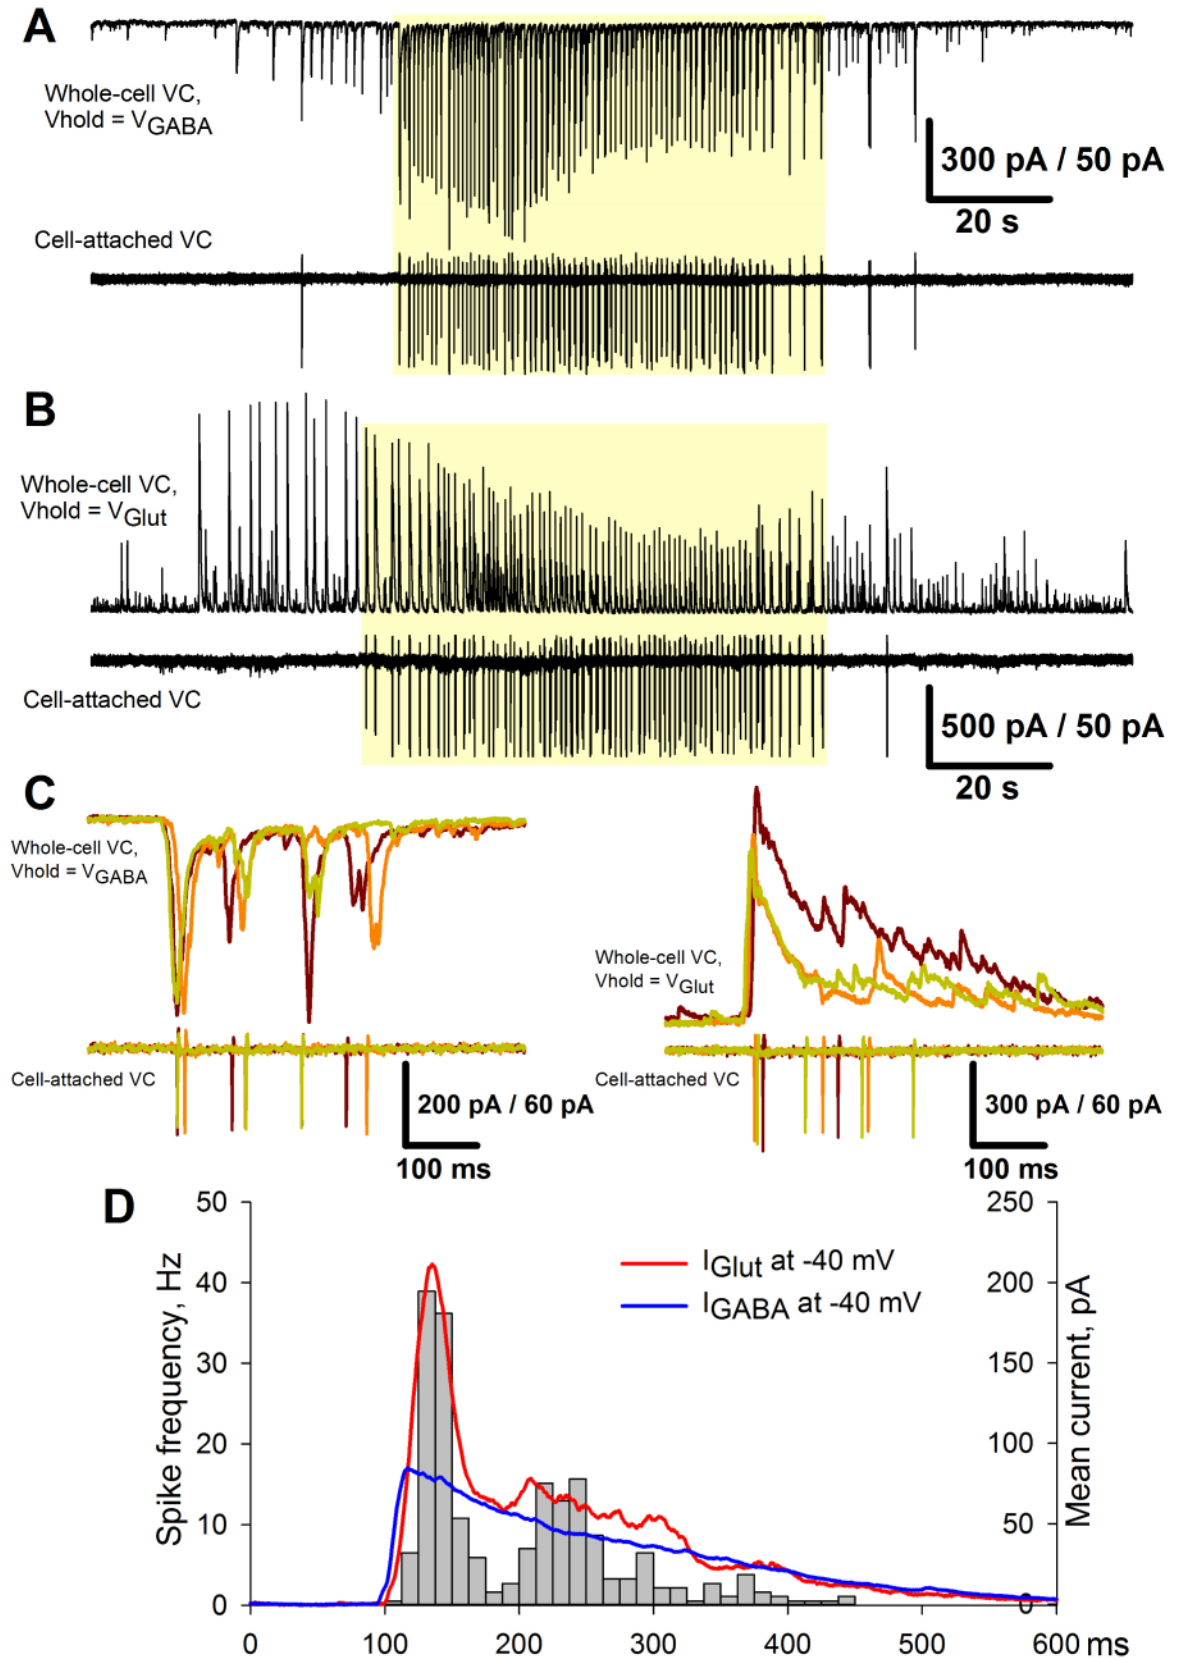 A
Whole-cell VC,
Vhold = VGABA
300 pA / 50 pA
20 s
Cell-attached VC
B
Whole-cell VC,
Vhold = VGlut
Cell-attached VC
500 pA / 50 pA
20 s
C
Whole-cell VC,
Vhold = VGABA
Cell-attached VC
200 pA / 60 pA
100 ms
Whole-cell VC,
Vhold = VGlut
Cell-attached VC
300 pA / 60 pA
100 ms
D
Spike frequency, Hz
50
40
30
20
10
0
IGlut at -40 mV
IGABA at -40 mV
250
200
150
100
50
0
Mean current, pA
0 100 200 300 400 500 600 ms